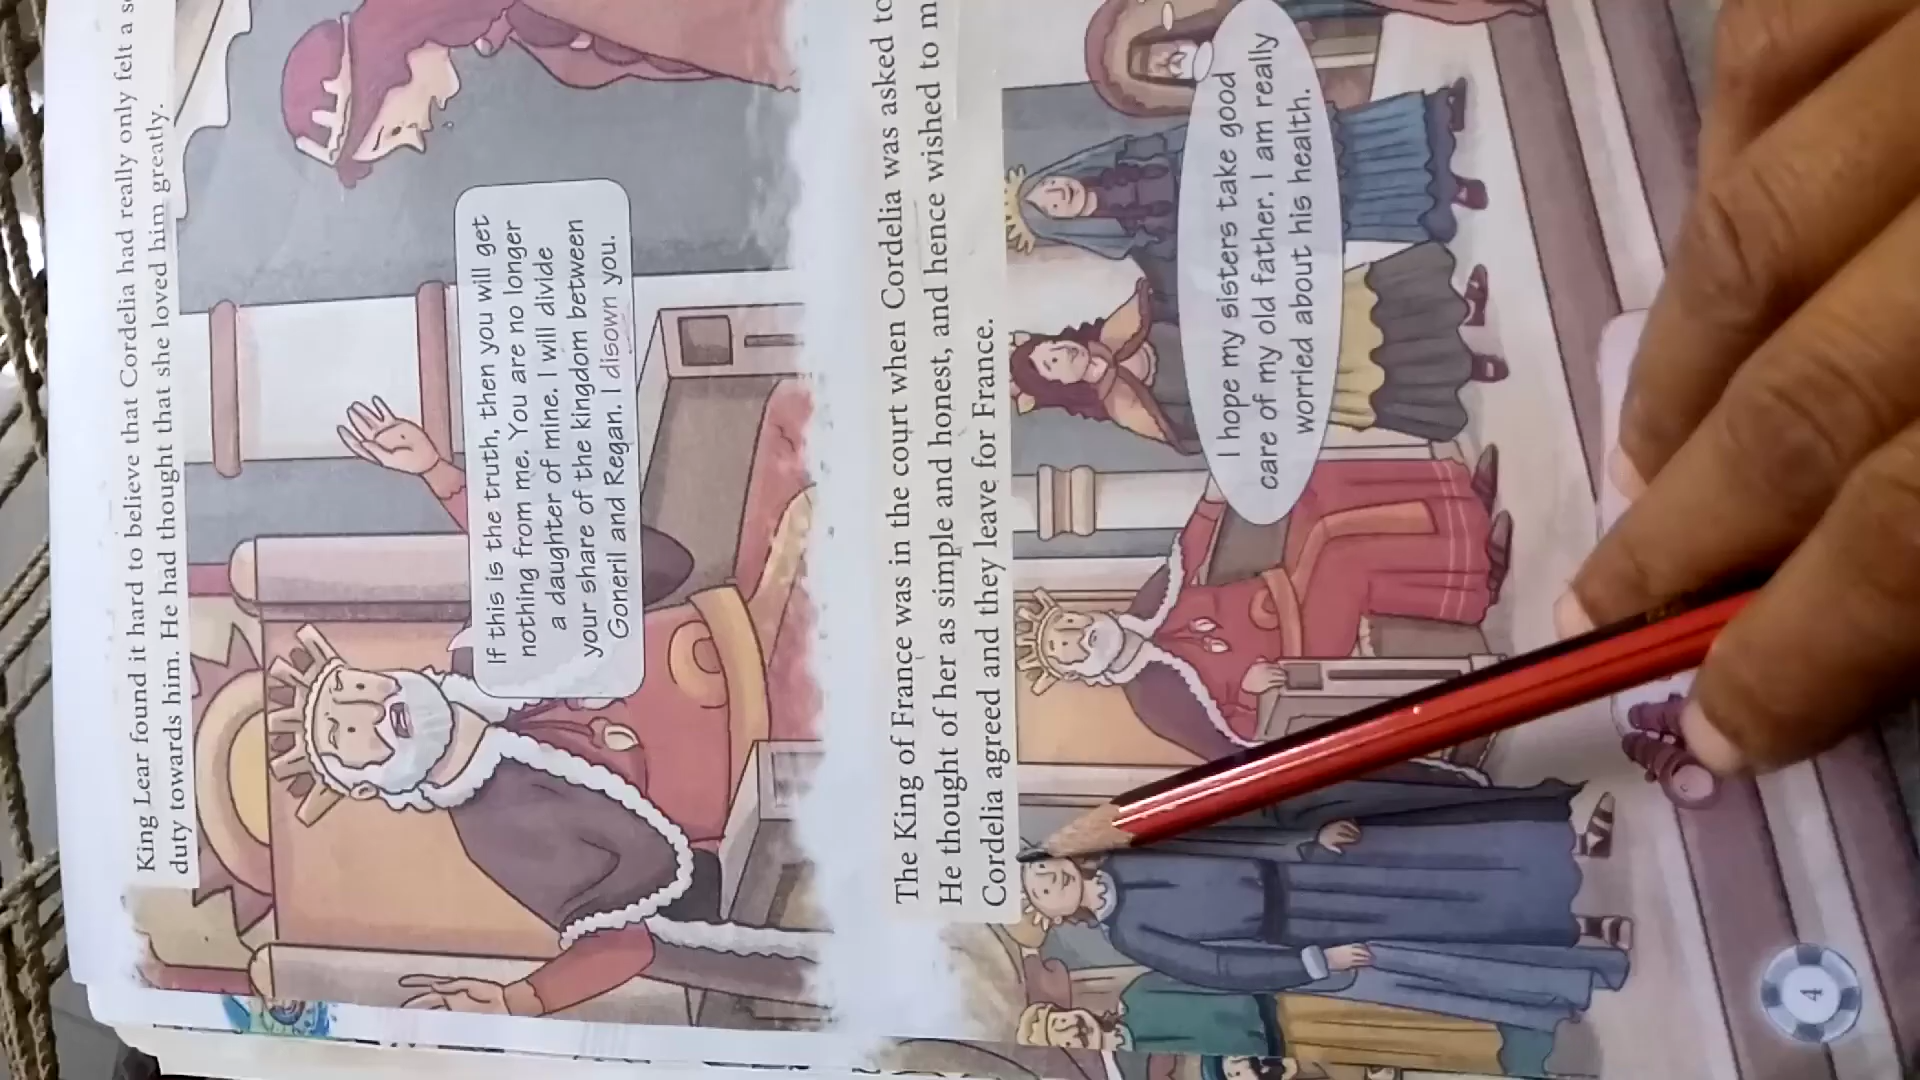 King Lear found it hard to believe that Cordelia had really only felt a
duty towards him. He had thought that she loved him greatly.
If this is the truth, then you will get
nothing from me. You are no longer
a daughter of mine. I will divide
your share of the kingdom between
Goneril and Regan. I disown you.
The King of France was in the court when Cordelia was asked to
He thought of her as simple and honest, and hence wished to
Cordelia agreed and they leave for France.
I hope my sisters take good
care of my old father. I am really
worried about his health.
4